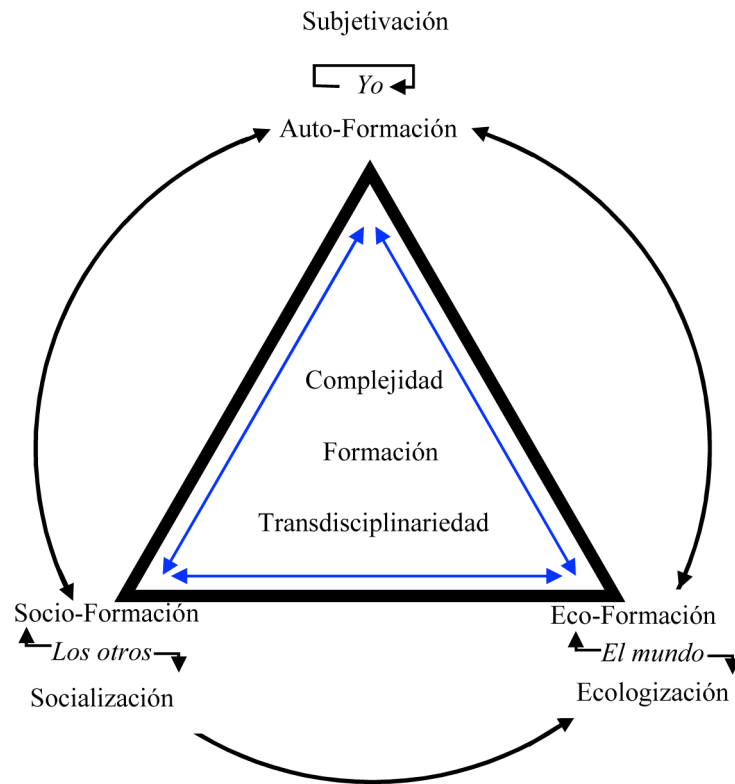 Subjetivación
Yo
Auto-Formación
Complejidad
Formación
Transdisciplinariedad
Socio-Formación
Los otros
Socialización
Eco-Formación
El mundo
Ecologización